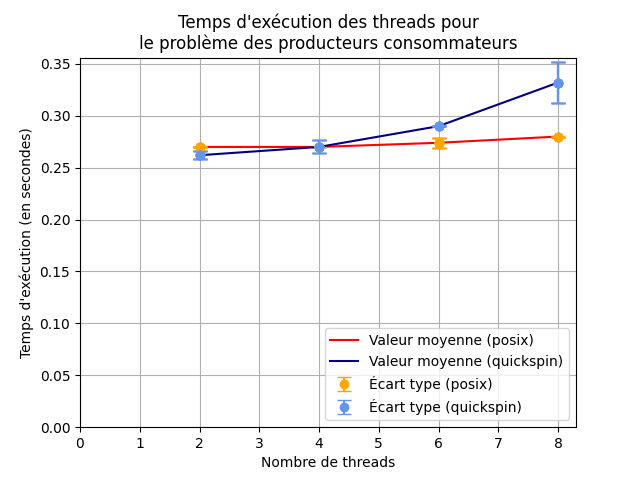 Temps d'exécution des threads pour
le problème des producteurs consommateurs
Temps d'exécution (en secondes)
0.35
0.30
0.25
0.20
0.15
0.10
0.05
0.00
Valeur moyenne (posix)
Valeur moyenne (quickspin)
Écart type (posix)
Écart type (quickspin)
0 1 2 3 4 5 6 7 8
Nombre de threads